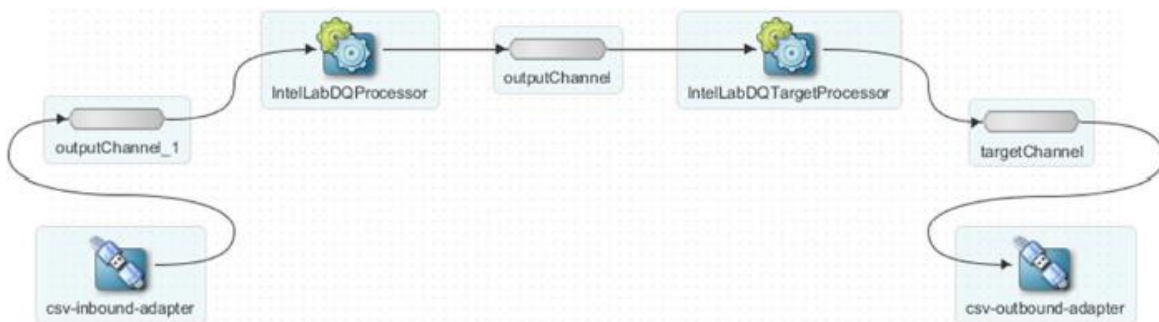 csv-inbound-adapter
outputChannel_1
IntelLabDQProcessor
outputChannel
IntelLabDQTargetProcessor
targetChannel
csv-outbound-adapter